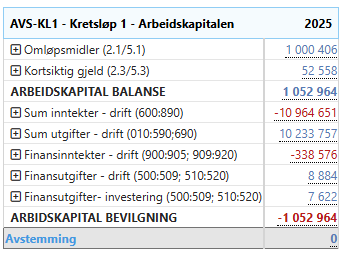 AVS-KL1 - Kretsløp 1 - Arbeidskapitalen 2025
Omløpsmidler (2.1/5.1) 1 000 406
Kortsiktig gjeld (2.3/5.3) 52 558
ARBEIDKAPITAL BALANSE 1 052 964
Sum inntekter - drift (600:890) -10 964 651
Sum utgifter - drift (010:590;690) 10 233 757
Finansinntekter - drift (900:905; 909:920) -338 576
Finansutgifter - drift (500:509; 510:520) 8 884
Finansutgifter- investering (500:509; 510:520) 7 622
ARBIDSKAPITAL BEVILGNING -1 052 964
Avstemming 0